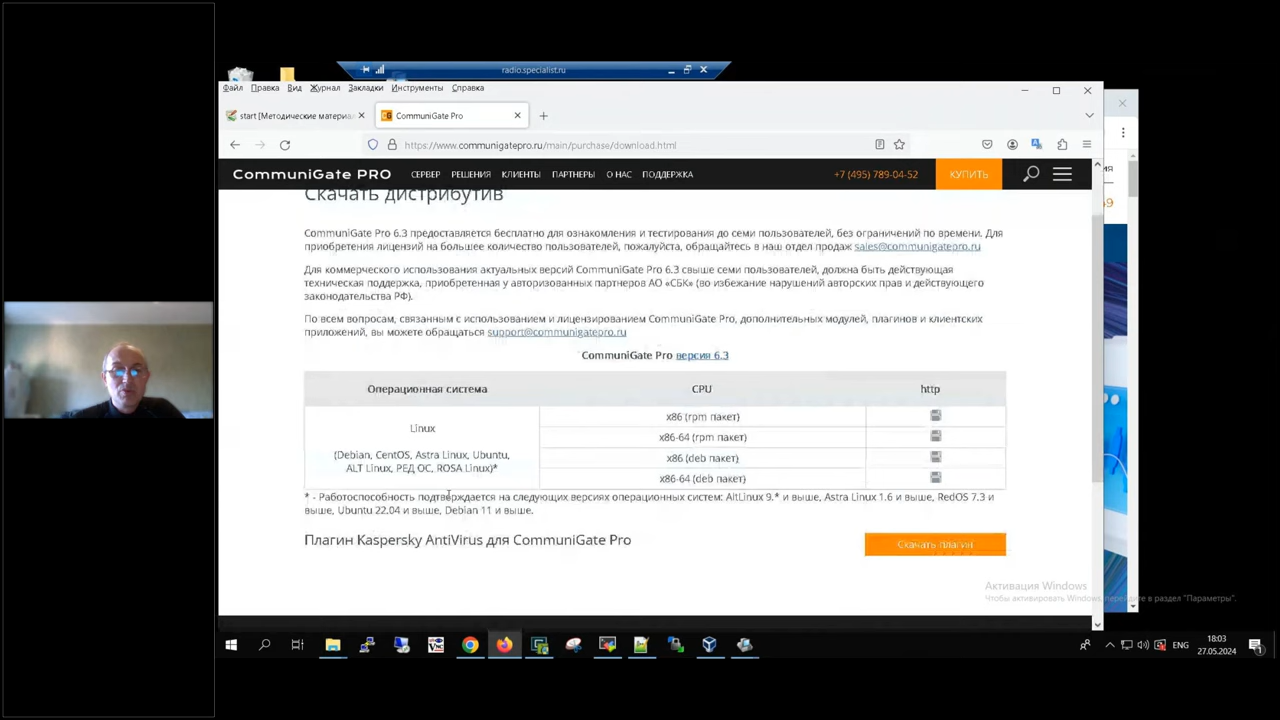 radio.specialist.ru
Файл Правка Вид Журнал Закладки Инструменты Справка
start [Методические материа
CommuniGate Pro
https://www.communigatepro.ru/main/purchase/download.html
CommuniGate PRO СЕРВЕР РЕШЕНИЯ КЛИЕНТЫ ПАРТНЕРЫ О НАС ПОДДЕРЖКА +7 (495) 789-04-52 КУПИТЬ
Скачать дистрибутив
CommuniGate Pro 6.3 предоставляется бесплатно для ознакомления и тестирования до семи пользователей, без ограничений по времени. Для
приобретения лицензий на большее количество пользователей, пожалуйста, обращайтесь в наш отдел продаж sales@communigatepro.ru
Для коммерческого использования актуальных версий CommuniGate Pro 6.3 свыше семи пользователей, должна быть действующая
техническая поддержка, приобретенная у авторизованных партнеров АО «СБК» (во избежание нарушений авторских прав и действующего
законодательства РФ).
По всем вопросам, связанным с использованием и лицензированием CommuniGate Pro, дополнительных модулей, плагинов и клиентских
приложений, вы можете обращаться support@communigatepro.ru
CommuniGate Pro версия 6.3
Операционная система CPU http
Linux
(Debian, CentOS, Astra Linux, Ubuntu,
ALT Linux, РЕД ОС, ROSA Linux)*
x86 (rpm пакет)
x86-64 (rpm пакет)
x86 (deb пакет)
x86-64 (deb пакет)
* - Работоспособность подтверждается на следующих версиях операционных систем: AltLinux 9.* и выше, Astra Linux 1.6 и выше, RedOS 7.3 и
выше, Ubuntu 22.04 и выше, Debian 11 и выше.
Плагин Kaspersky AntiVirus для CommuniGate Pro
Скачать плагин
Активация Windows
Чтобы активировать Windows, перейдите в раздел "Параметры".
ENG
18:03
27.05.2024